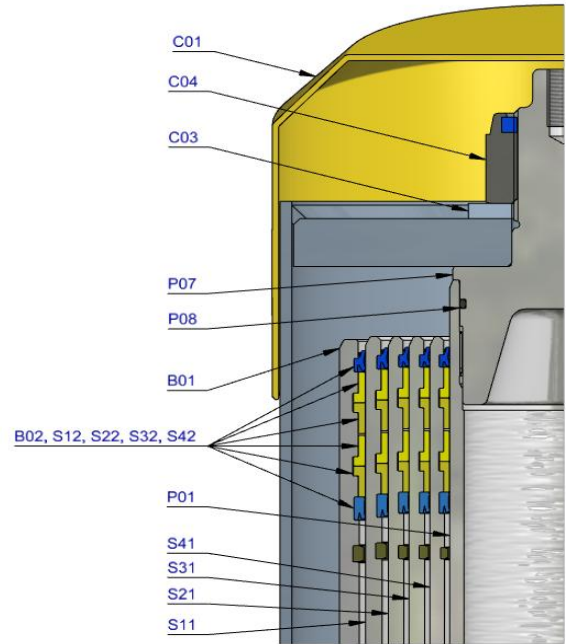 C01
C04
C03
P07
P08
B01
B02, S12, S22, S32, S42
P01
S41
S31
S21
S11